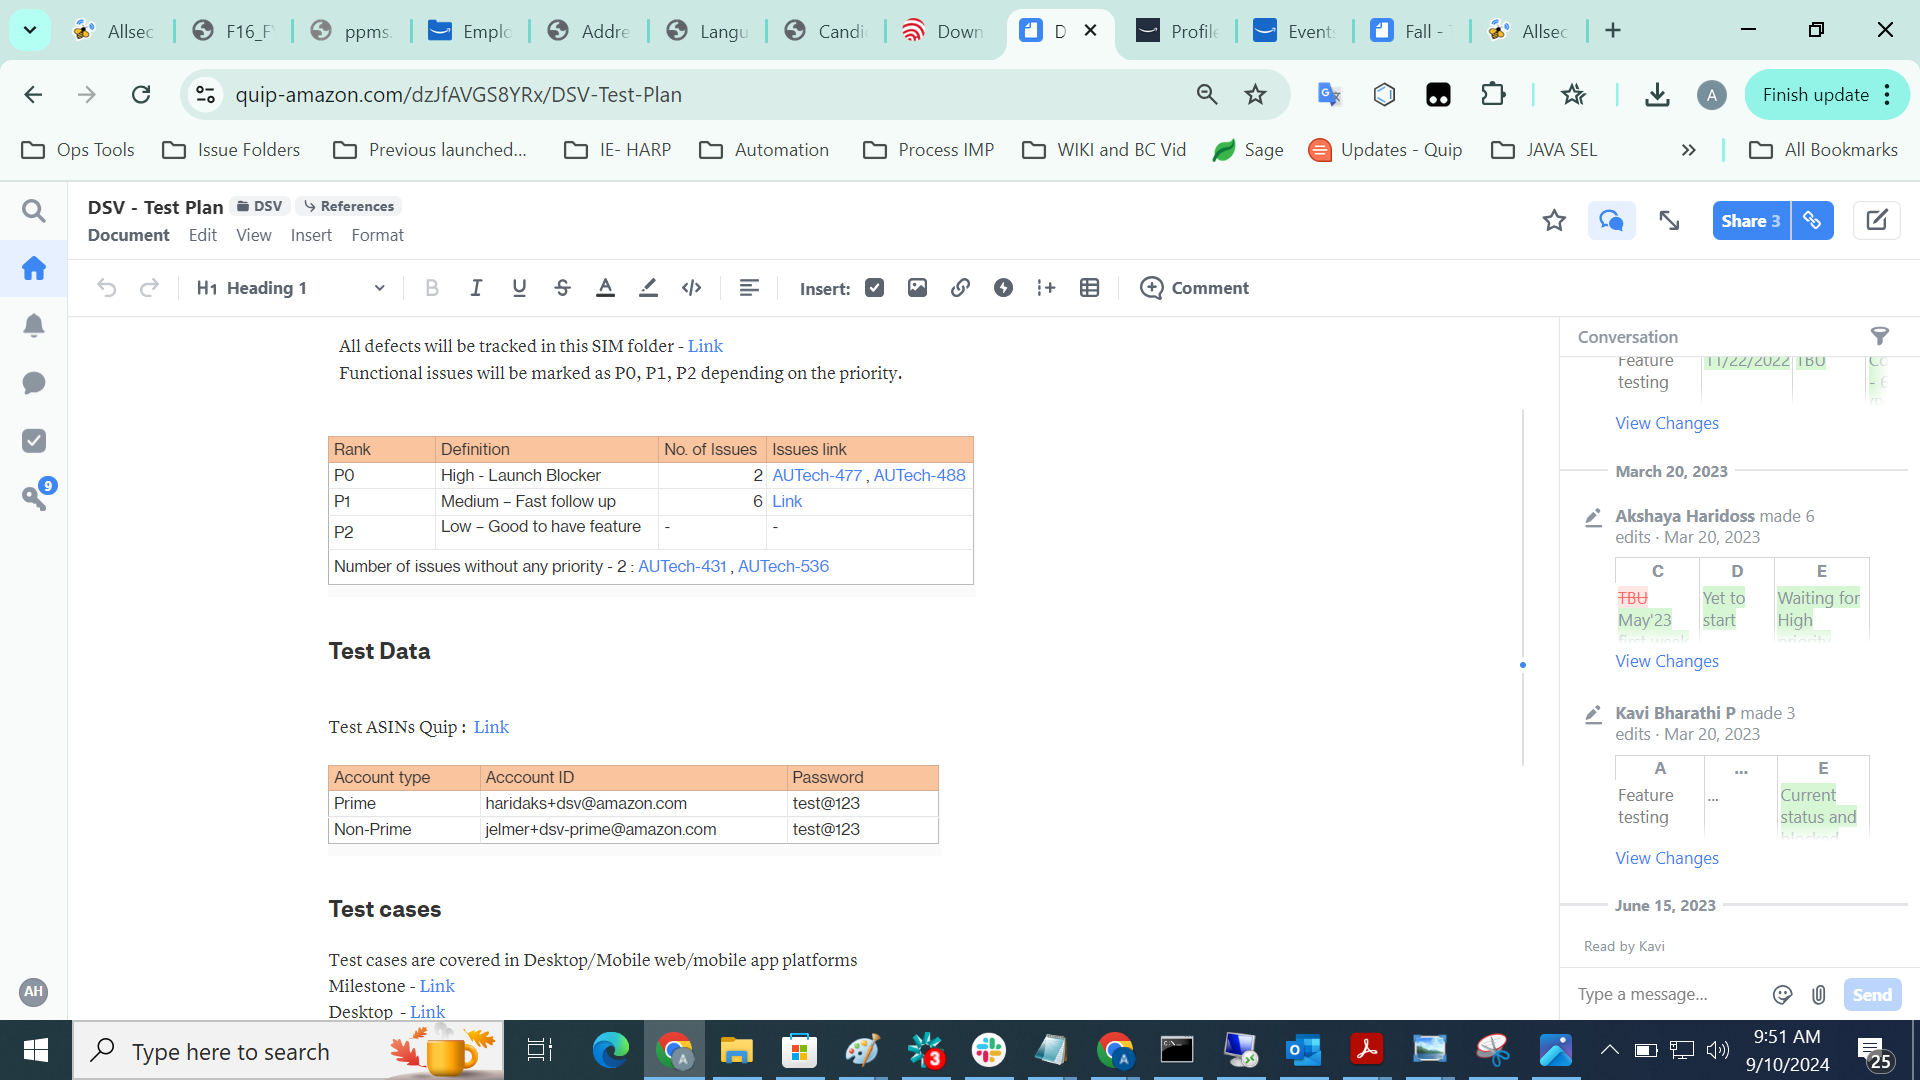 Allsec
F16_F
ppms.
Emplo
Addre
Langu
Candi
Down
D
Profile
Events
Fall -
Allsec
quip-amazon.com/dzJfAVGS8YRx/DSV-Test-Plan
A
Finish update
Ops Tools
Issue Folders
Previous launched...
IE- HARP
Automation
Process IMP
WIKI and BC Vid
Sage
Updates - Quip
JAVA SEL
All Bookmarks
DSV - Test Plan DSV References
Document Edit View Insert Format
Share 3
H1 Heading 1
Insert:
Comment
All defects will be tracked in this SIM folder - Link
Functional issues will be marked as P0, P1, P2 depending on the priority.
Rank Definition No. of Issues Issues link
P0 High - Launch Blocker 2 AUTech-477 , AUTech-488
P1 Medium – Fast follow up 6 Link
P2 Low – Good to have feature - -
Number of issues without any priority - 2 : AUTech-431 , AUTech-536
Test Data
Test ASINs Quip : Link
Account type Acccount ID Password
Prime haridaks+dsv@amazon.com test@123
Non-Prime jelmer+dsv-prime@amazon.com test@123
Test cases
Test cases are covered in Desktop/Mobile web/mobile app platforms
Milestone - Link
Desktop - Link
9
AH
Conversation
Feature 11/22/2022 TBU
testing
View Changes
March 20, 2023
Akshaya Haridoss made 6
edits · Mar 20, 2023
C D E
TBU Yet to Waiting for
May'23 start High
first week priority
View Changes
Kavi Bharathi P made 3
edits · Mar 20, 2023
A ... E
Feature ... Current
testing status and
blocked
View Changes
June 15, 2023
Read by Kavi
Type a message...
Send
Type here to search
3
9:51 AM
9/10/2024
25